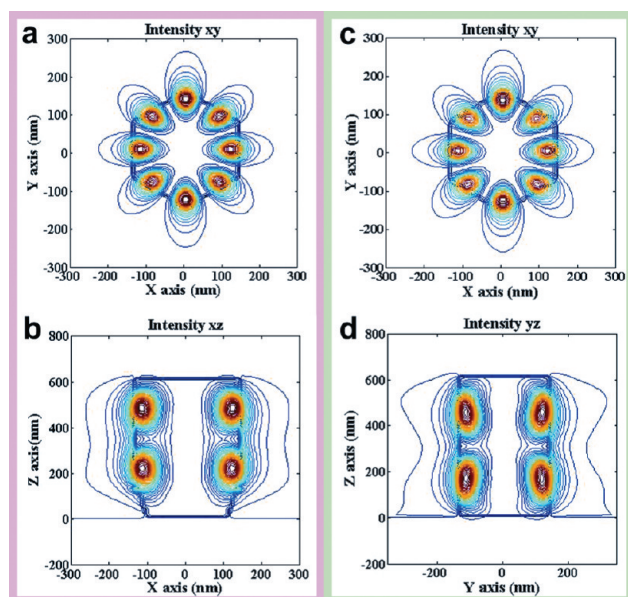 a
Intensity xy
300
200
100
0
-100
-200
-300
Y axis (nm)
-300 -200 -100 0 100 200 300
X axis (nm)
b
Intensity xz
800
600
400
200
0
-200
Z axis(nm)
-300 -200 -100 0 100 200 300
X axis (nm)
c
Intensity xy
300
200
100
0
-100
-200
-300
Y axis (nm)
-300 -200 -100 0 100 200 300
X axis (nm)
d
Intensity yz
800
600
400
200
0
-200
Z axis (nm)
-200 0 200
Y axis (nm)